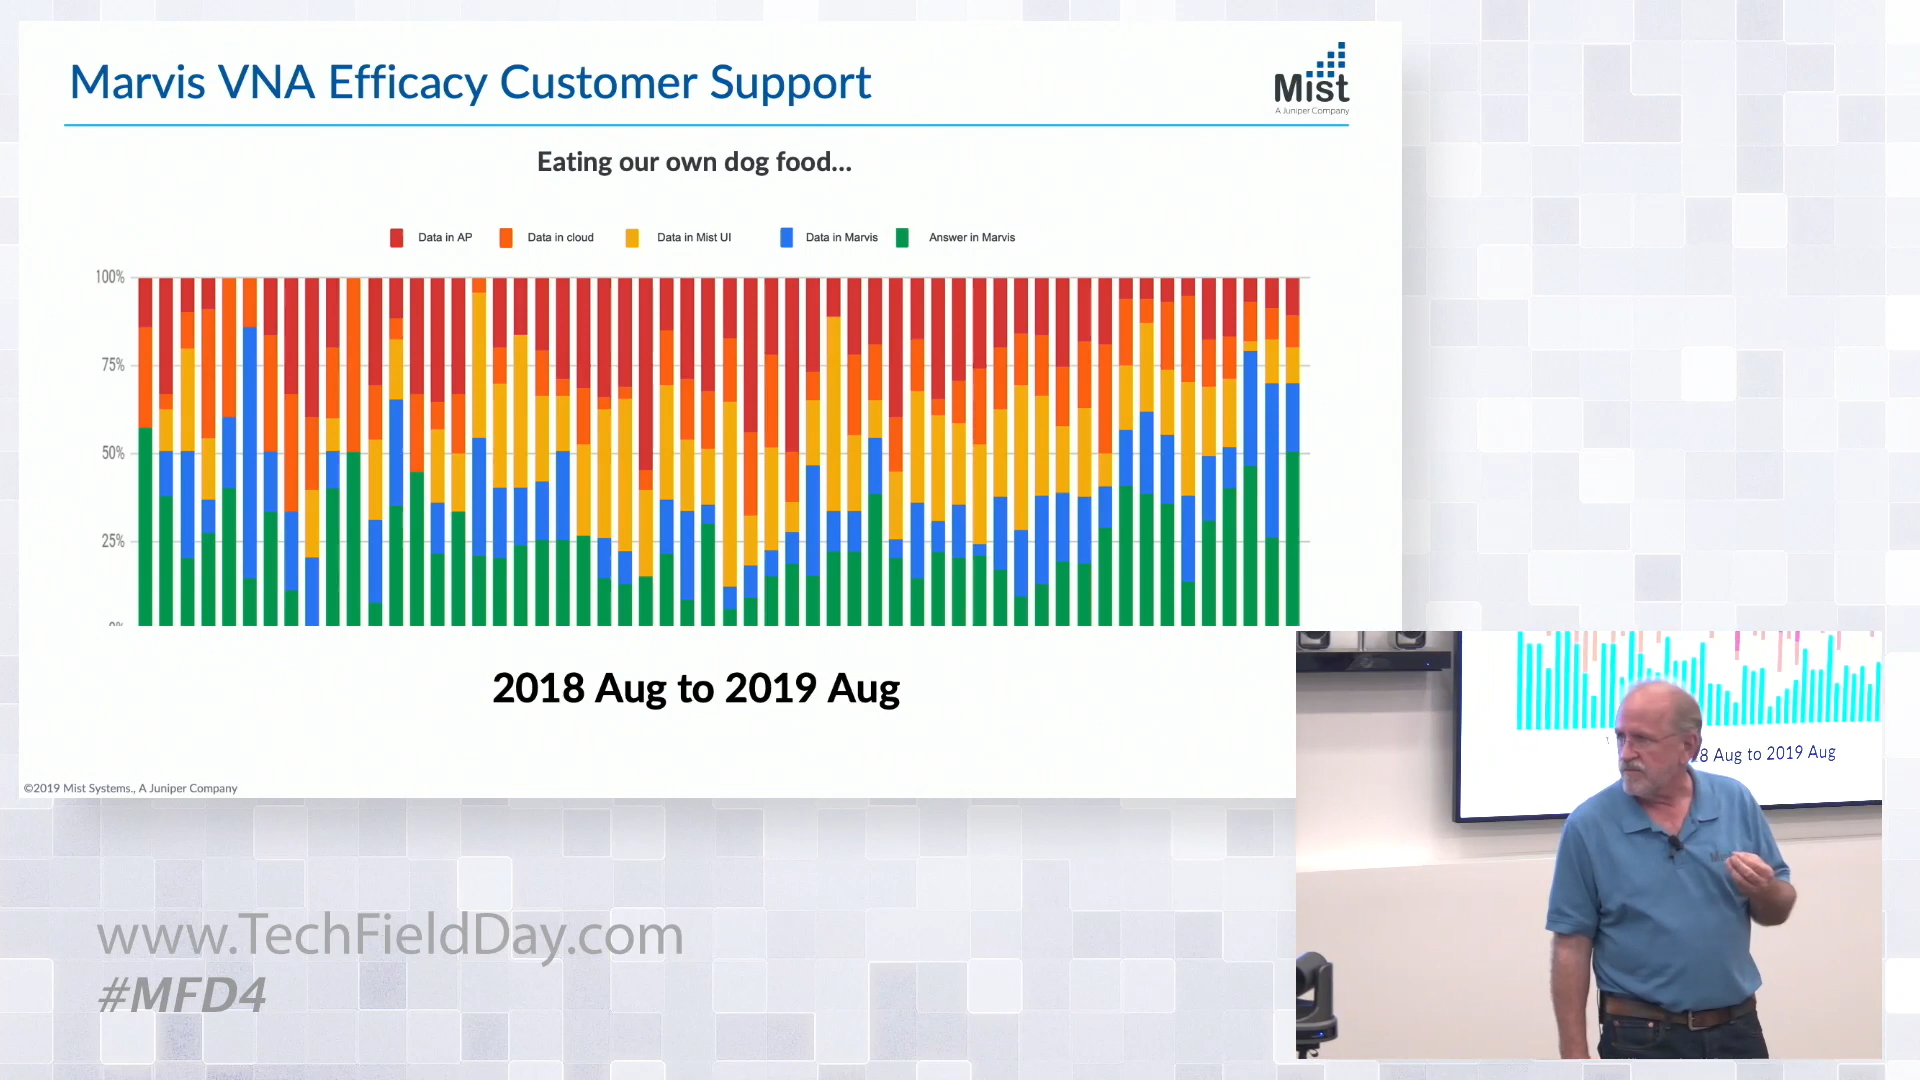 Marvis VNA Efficacy Customer Support
Mist
A Juniper Company
Eating our own dog food...
Data in AP
Data in cloud
Data in Mist UI
Data in Marvis
Answer in Marvis
100%
75%
50%
25%
0%
2018 Aug to 2019 Aug
©2019 Mist Systems., A Juniper Company
8 Aug to 2019 Aug
www.TechFieldDay.com
#MFD4